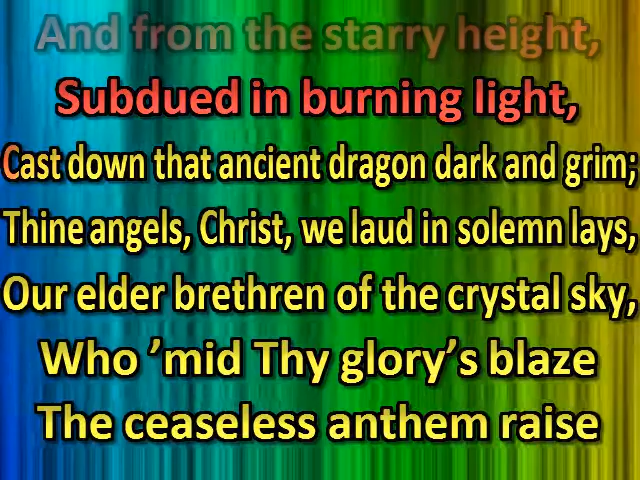 And from the starry height,
Subdued in burning light,
Cast down that ancient dragon dark and grim;
Thine angels, Christ, we laud in solemn lays,
Our elder brethren of the crystal sky,
Who ’mid Thy glory’s blaze
The ceaseless anthem raise